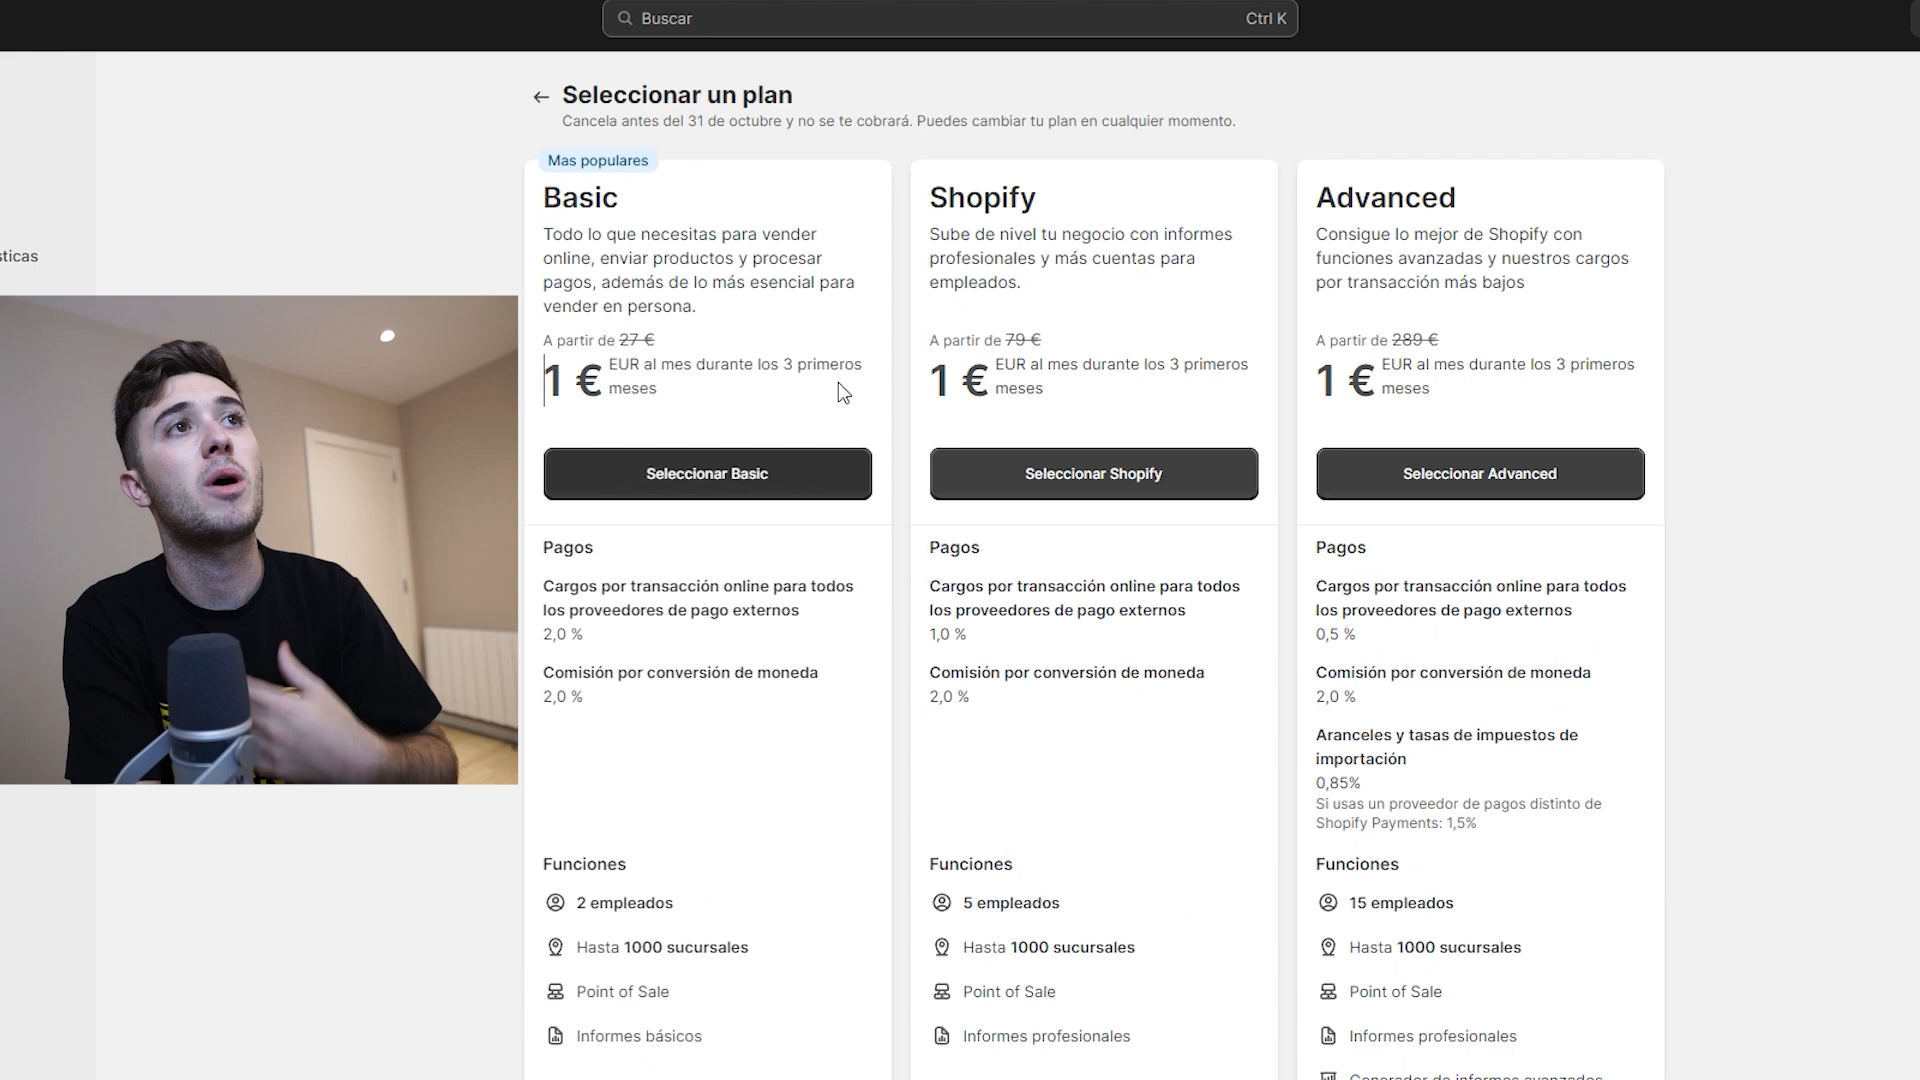 Buscar
Ctrl K
Seleccionar un plan
Cancela antes del 31 de octubre y no se te cobrará. Puedes cambiar tu plan en cualquier momento.
sticas
Mas populares
Basic
Todo lo que necesitas para vender
online, enviar productos y procesar
pagos, además de lo más esencial para
vender en persona.
A partir de 27 €
1 € EUR al mes durante los 3 primeros
meses
Seleccionar Basic
Pagos
Cargos por transacción online para todos
los proveedores de pago externos
2,0 %
Comisión por conversión de moneda
2,0 %
Funciones
2 empleados
Hasta 1000 sucursales
Point of Sale
Informes básicos
Shopify
Sube de nivel tu negocio con informes
profesionales y más cuentas para
empleados.
A partir de 79 €
1 € EUR al mes durante los 3 primeros
meses
Seleccionar Shopify
Pagos
Cargos por transacción online para todos
los proveedores de pago externos
1,0 %
Comisión por conversión de moneda
2,0 %
Funciones
5 empleados
Hasta 1000 sucursales
Point of Sale
Informes profesionales
Advanced
Consigue lo mejor de Shopify con
funciones avanzadas y nuestros cargos
por transacción más bajos
A partir de 289 €
1 € EUR al mes durante los 3 primeros
meses
Seleccionar Advanced
Pagos
Cargos por transacción online para todos
los proveedores de pago externos
0,5 %
Comisión por conversión de moneda
2,0 %
Aranceles y tasas de impuestos de
importación
0,85%
Si usas un proveedor de pagos distinto de
Shopify Payments: 1,5%
Funciones
15 empleados
Hasta 1000 sucursales
Point of Sale
Informes profesionales
Generador de informes avanzados